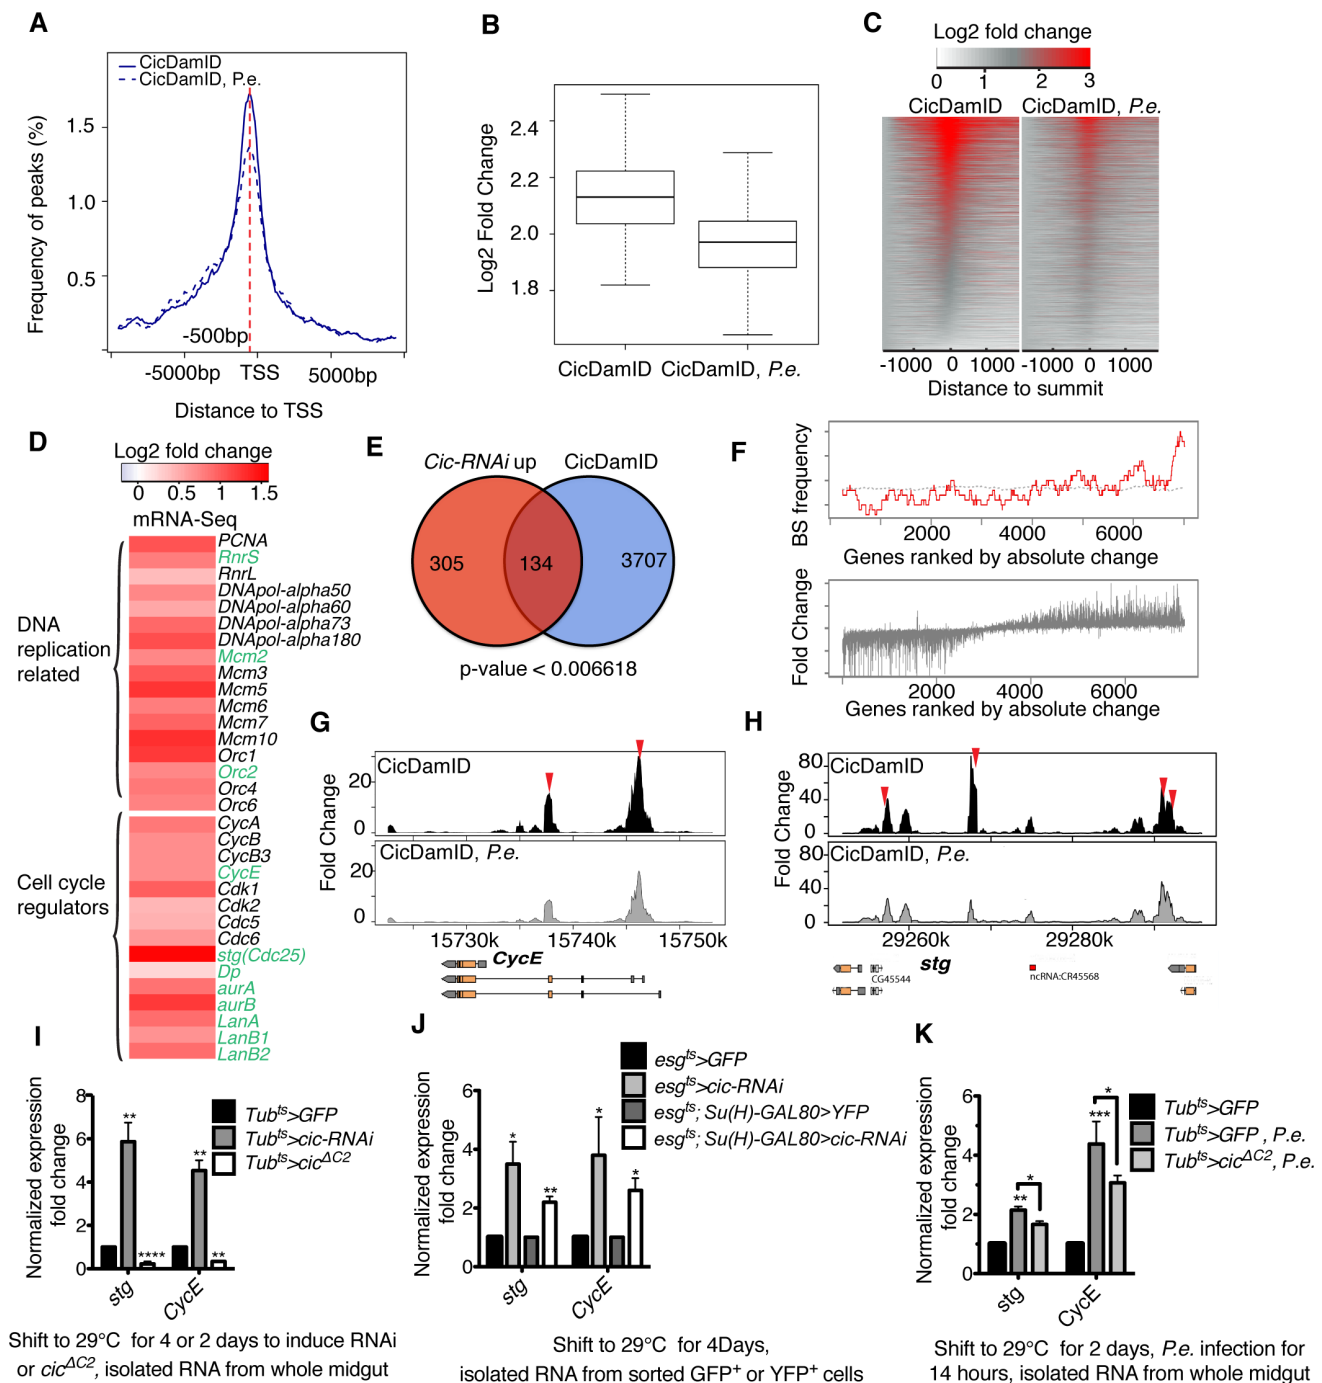 A
CicDamID
CicDamID, P.e.
Frequency of peaks (%)
1.5
1.0
0.5
-500bp
-5000bp TSS 5000bp
Distance to TSS
B
Log2 Fold Change
2.4
2.2
2.0
1.8
CicDamID CicDamID, P.e.
C
Log2 fold change
0 1 2 3
CicDamID CicDamID, P.e.
-1000 0 1000 -1000 0 1000
Distance to summit
D
Log2 fold change
0 0.5 1 1.5
mRNA-Seq
DNA
replication
related
PCNA
RnrS
RnrL
DNApol-alpha50
DNApol-alpha60
DNApol-alpha73
DNApol-alpha180
Mcm2
Mcm3
Mcm5
Mcm6
Mcm7
Mcm10
Orc1
Orc2
Orc4
Orc6
Cell cycle
regulators
CycA
CycB
CycB3
CycE
Cdk1
Cdk2
Cdc5
Cdc6
stg(Cdc25)
Dp
aurA
aurB
LanA
LanB1
LanB2
E
Cic-RNAi up CicDamID
305 134 3707
p-value < 0.006618
F
BS frequency
2000 4000 6000
Genes ranked by absolute change
Fold Change
2000 4000 6000
Genes ranked by absolute change
G
Fold Change
CicDamID
20
0
CicDamID, P.e.
20
0
15730k 15740k 15750k
CycE
H
Fold Change
CicDamID
80
40
0
CicDamID, P.e.
80
40
0
29260k 29280k
stg
CG45544
ncRNA:CR45568
I
Normalized expression
fold change
8
6
4
2
0
** **** ** **
stg CycE
Tubts>GFP
Tubts>cic-RNAi
Tubts>cicΔC2
Shift to 29°C for 4 or 2 days to induce RNAi
or cicΔC2, isolated RNA from whole midgut
J
Normalized expression
fold change
6
4
2
0
* ** * *
stg CycE
esgts>GFP
esgts>cic-RNAi
esgts; Su(H)-GAL80>YFP
esgts; Su(H)-GAL80>cic-RNAi
Shift to 29°C for 4Days,
isolated RNA from sorted GFP+ or YFP+ cells
K
Normalized expression
fold change
6
4
2
0
** * *** *
stg CycE
Tubts>GFP
Tubts>GFP , P.e.
Tubts>cicΔC2, P.e.
Shift to 29°C for 2 days, P.e. infection for
14 hours, isolated RNA from whole midgut